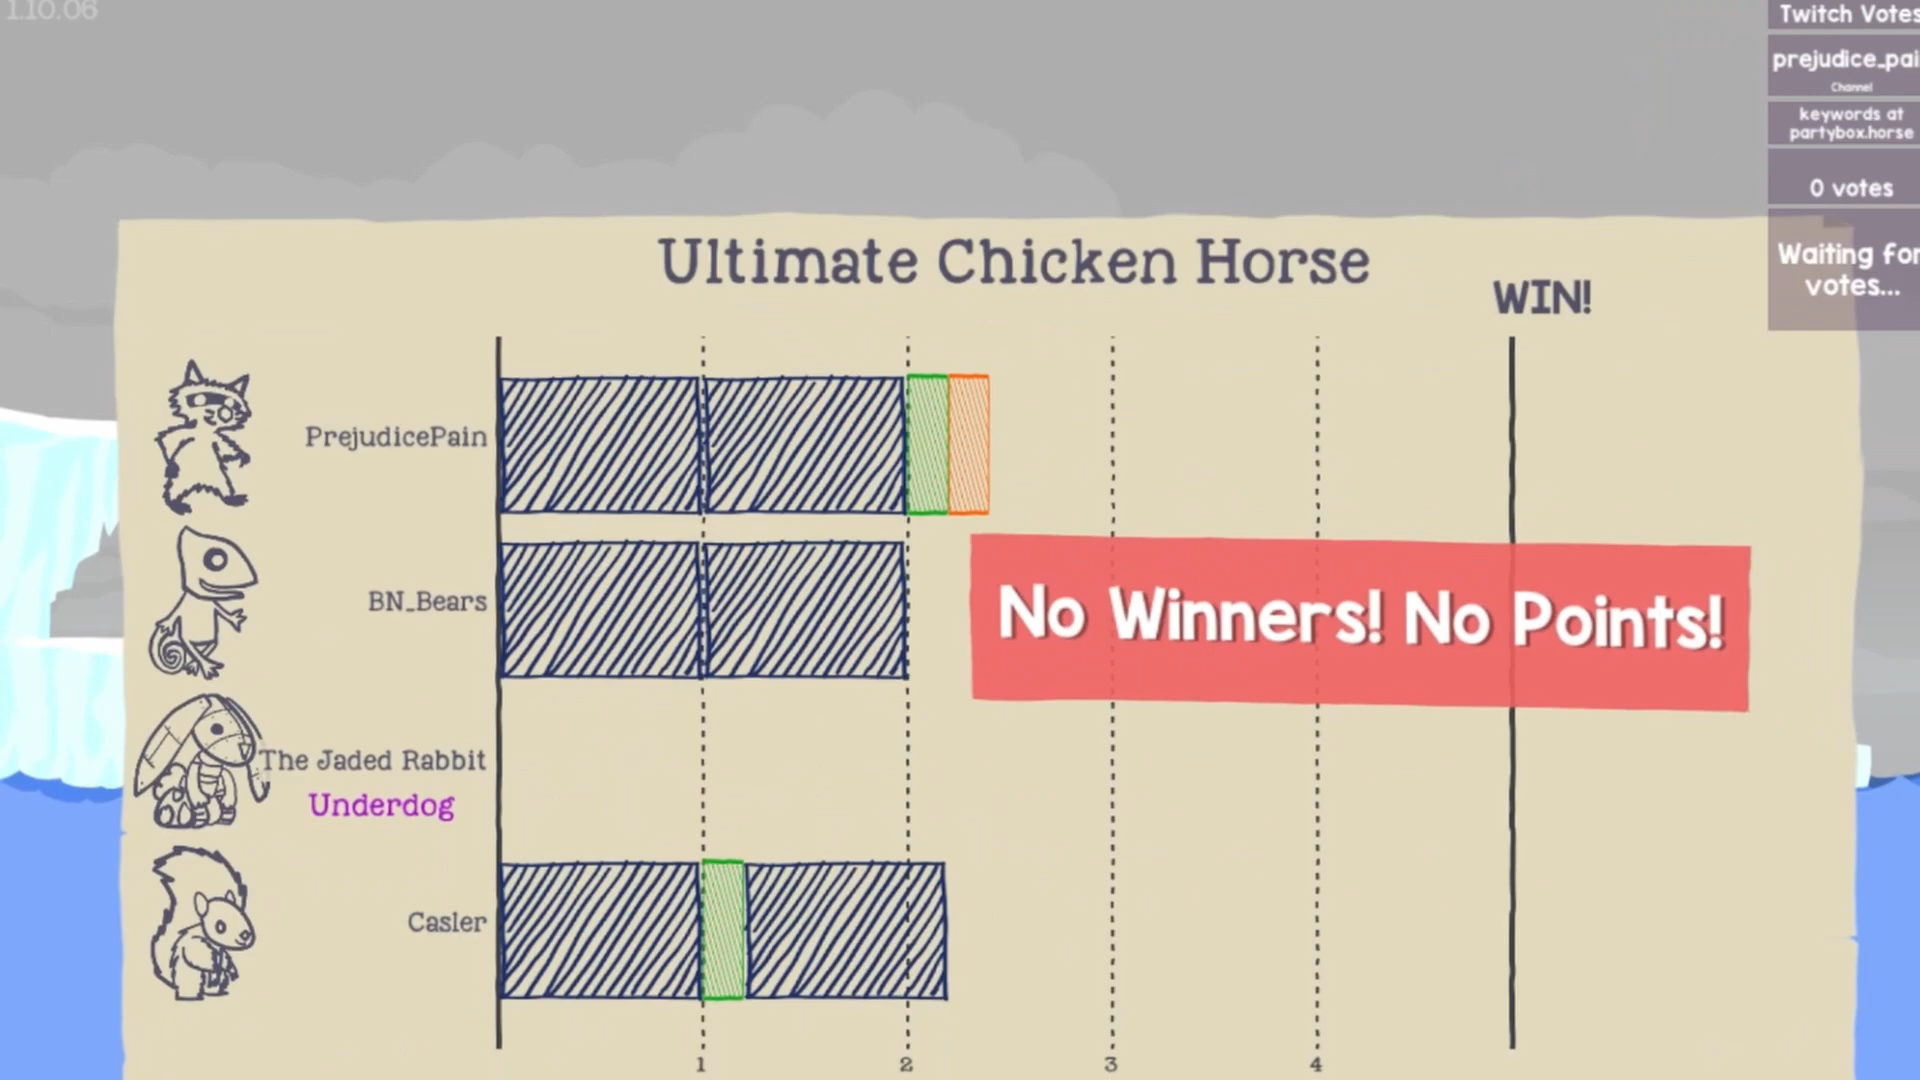 1.10.06
Twitch Votes
prejudice_pai
Channel
keywords at
partybox.horse
0 votes
Waiting for
votes...
Ultimate Chicken Horse
WIN!
PrejudicePain
BN_Bears
No Winners! No Points!
The Jaded Rabbit
Underdog
Casler
1 2 3 4